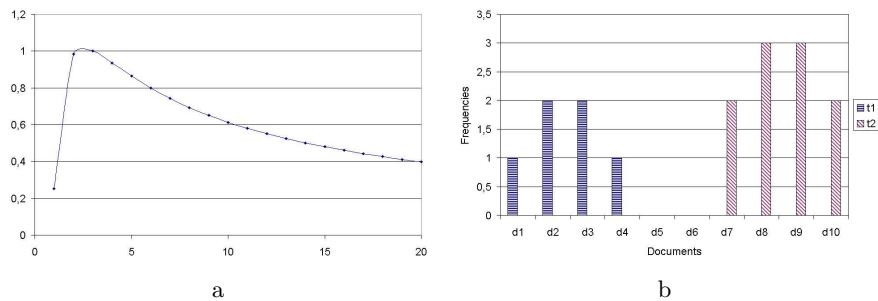 1,2
1
0,8
0,6
0,4
0,2
0
0 5 10 15 20
a
3,5
3
2,5
2
1,5
1
0,5
0
Frequencies
d1 d2 d3 d4 d5 d6 d7 d8 d9 d10
Documents
t1
t2
b